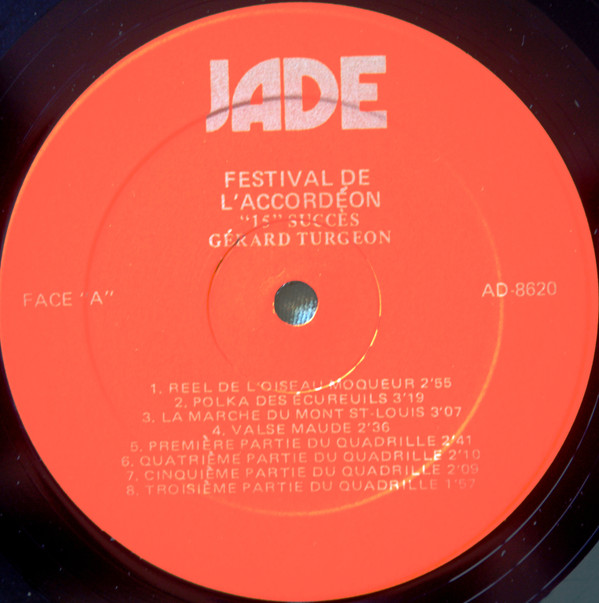 JADE
FESTIVAL DE
L'ACCORDÉON
"15" SUCCÈS
GÉRARD TURGEON
FACE "A"
AD-8620
1. REEL DE L'OISEAU MOQUEUR 2'55
2. POLKA DES ÉCUREUILS 3'19
3. LA MARCHE DU MONT ST-LOUIS 3'07
4. VALSE MAUDE 2'36
5. PREMIÈRE PARTIE DU QUADRILLE 2'41
6. QUATRIÈME PARTIE DU QUADRILLE 2'10
7. CINQUIÈME PARTIE DU QUADRILLE 2'09
8. TROISIÈME PARTIE DU QUADRILLE 1'57